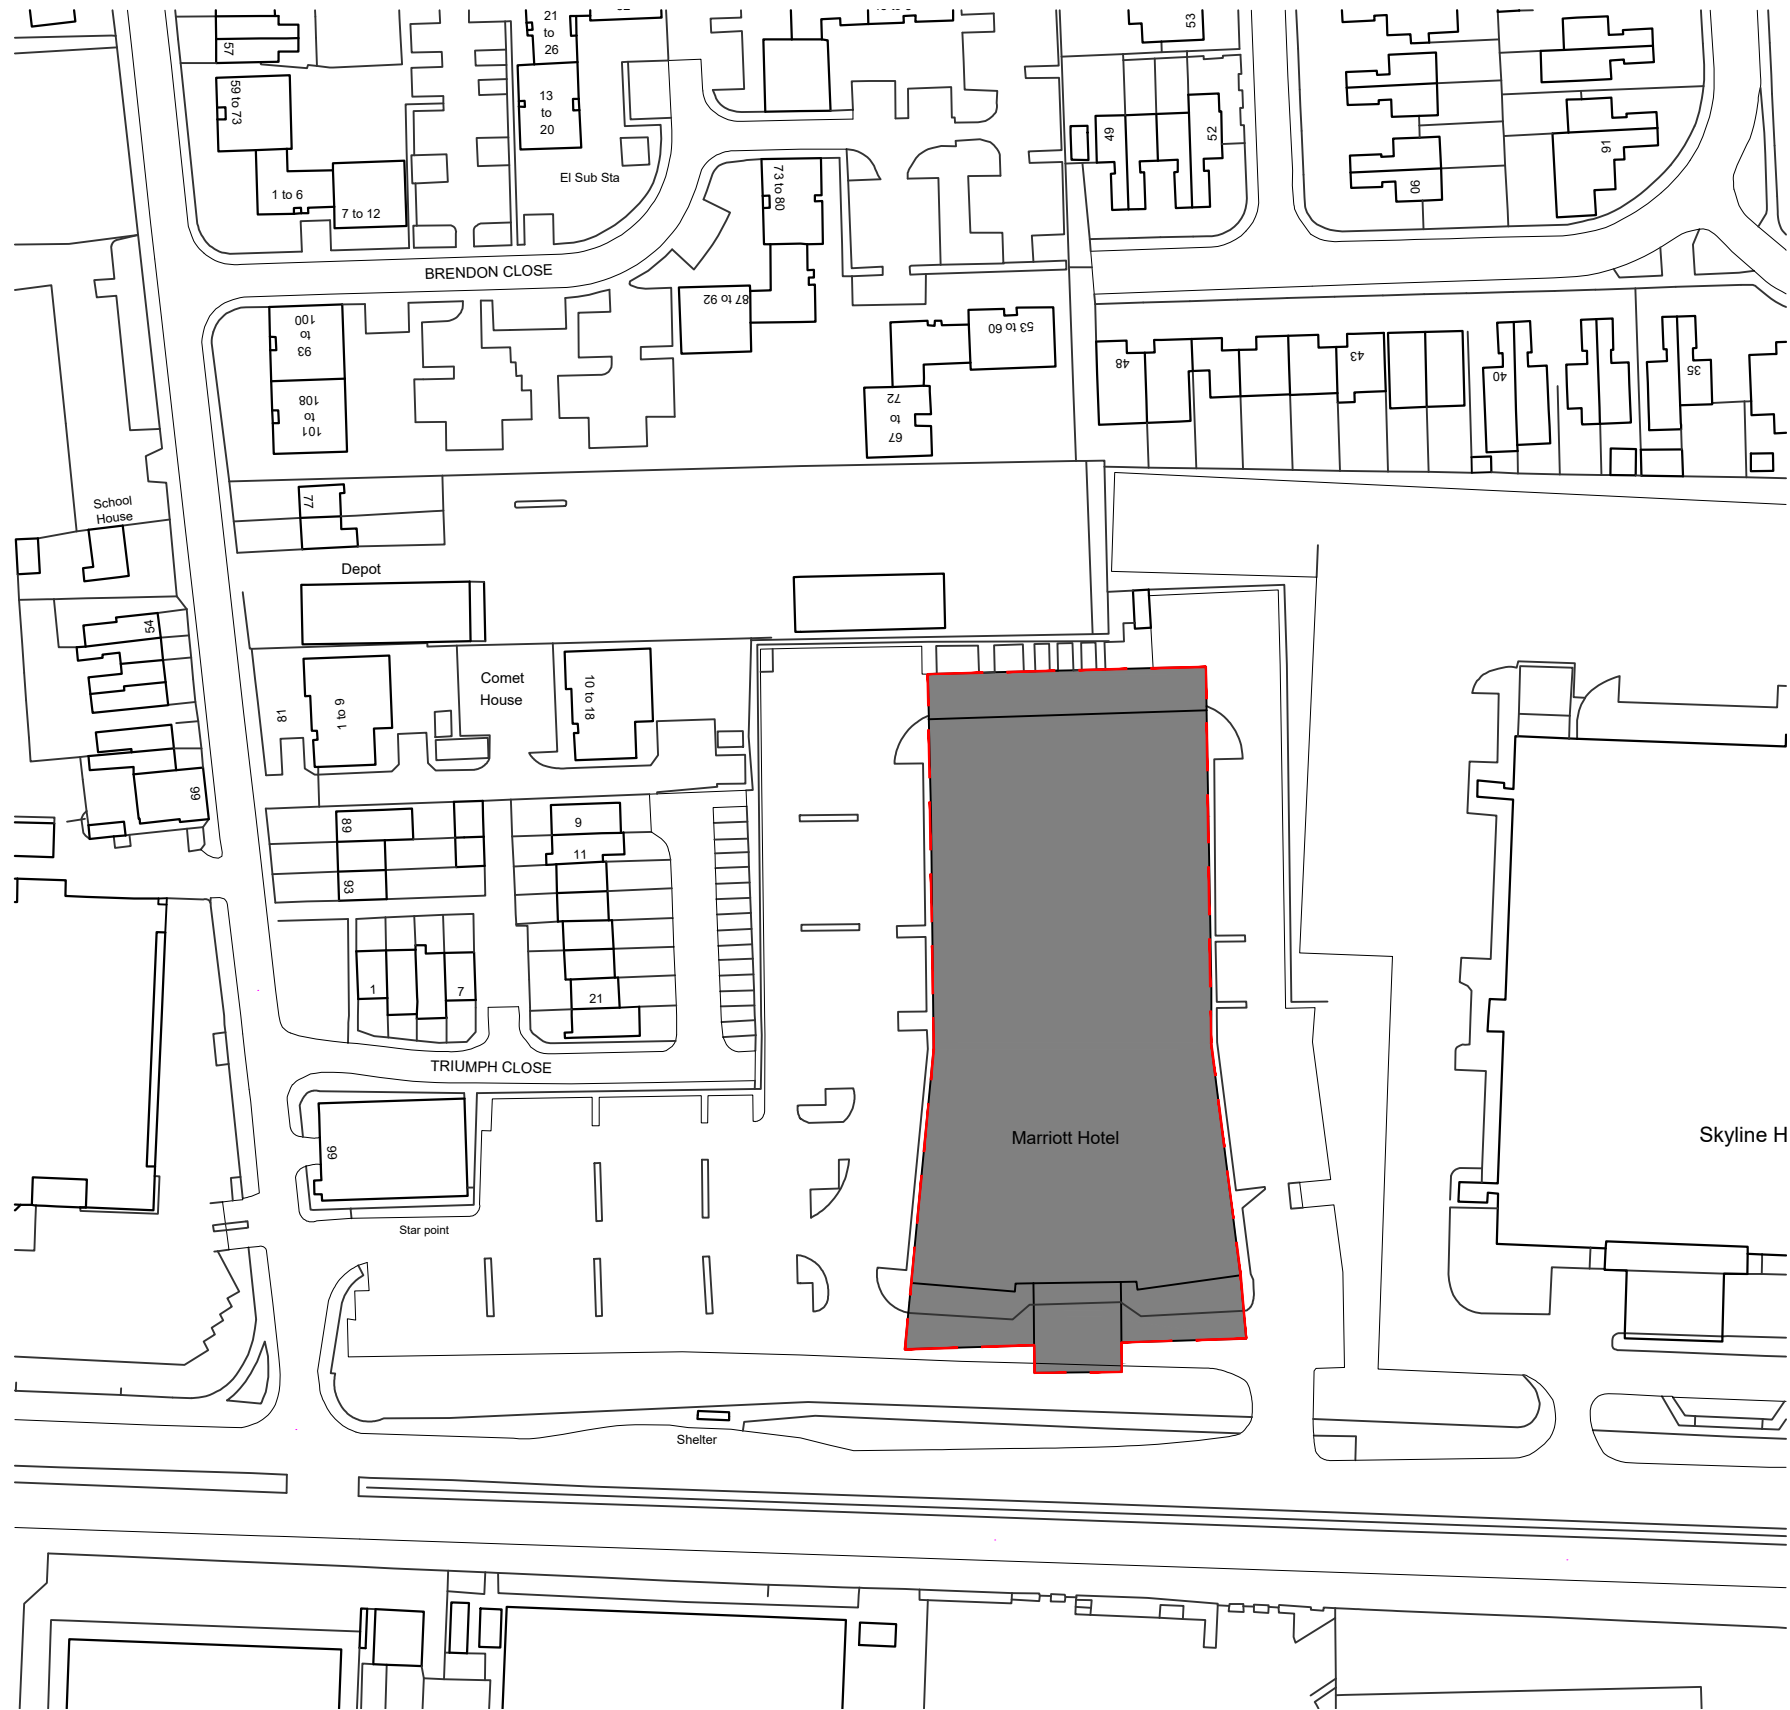 21
to
26
53
57
59 to 73
13
to
20
49
52
El Sub Sta
73 to 80
91
90
1 to 6
7 to 12
BRENDON CLOSE
87 to 92
53 to 60
100
to
93
48
43
40
35
108
to
101
72
to
67
77
School
House
Depot
54
Comet
House
10 to 18
1 to 9
81
66
89
9
11
93
1
7
21
TRIUMPH CLOSE
Marriott Hotel
Skyline H
99
Star point
Shelter